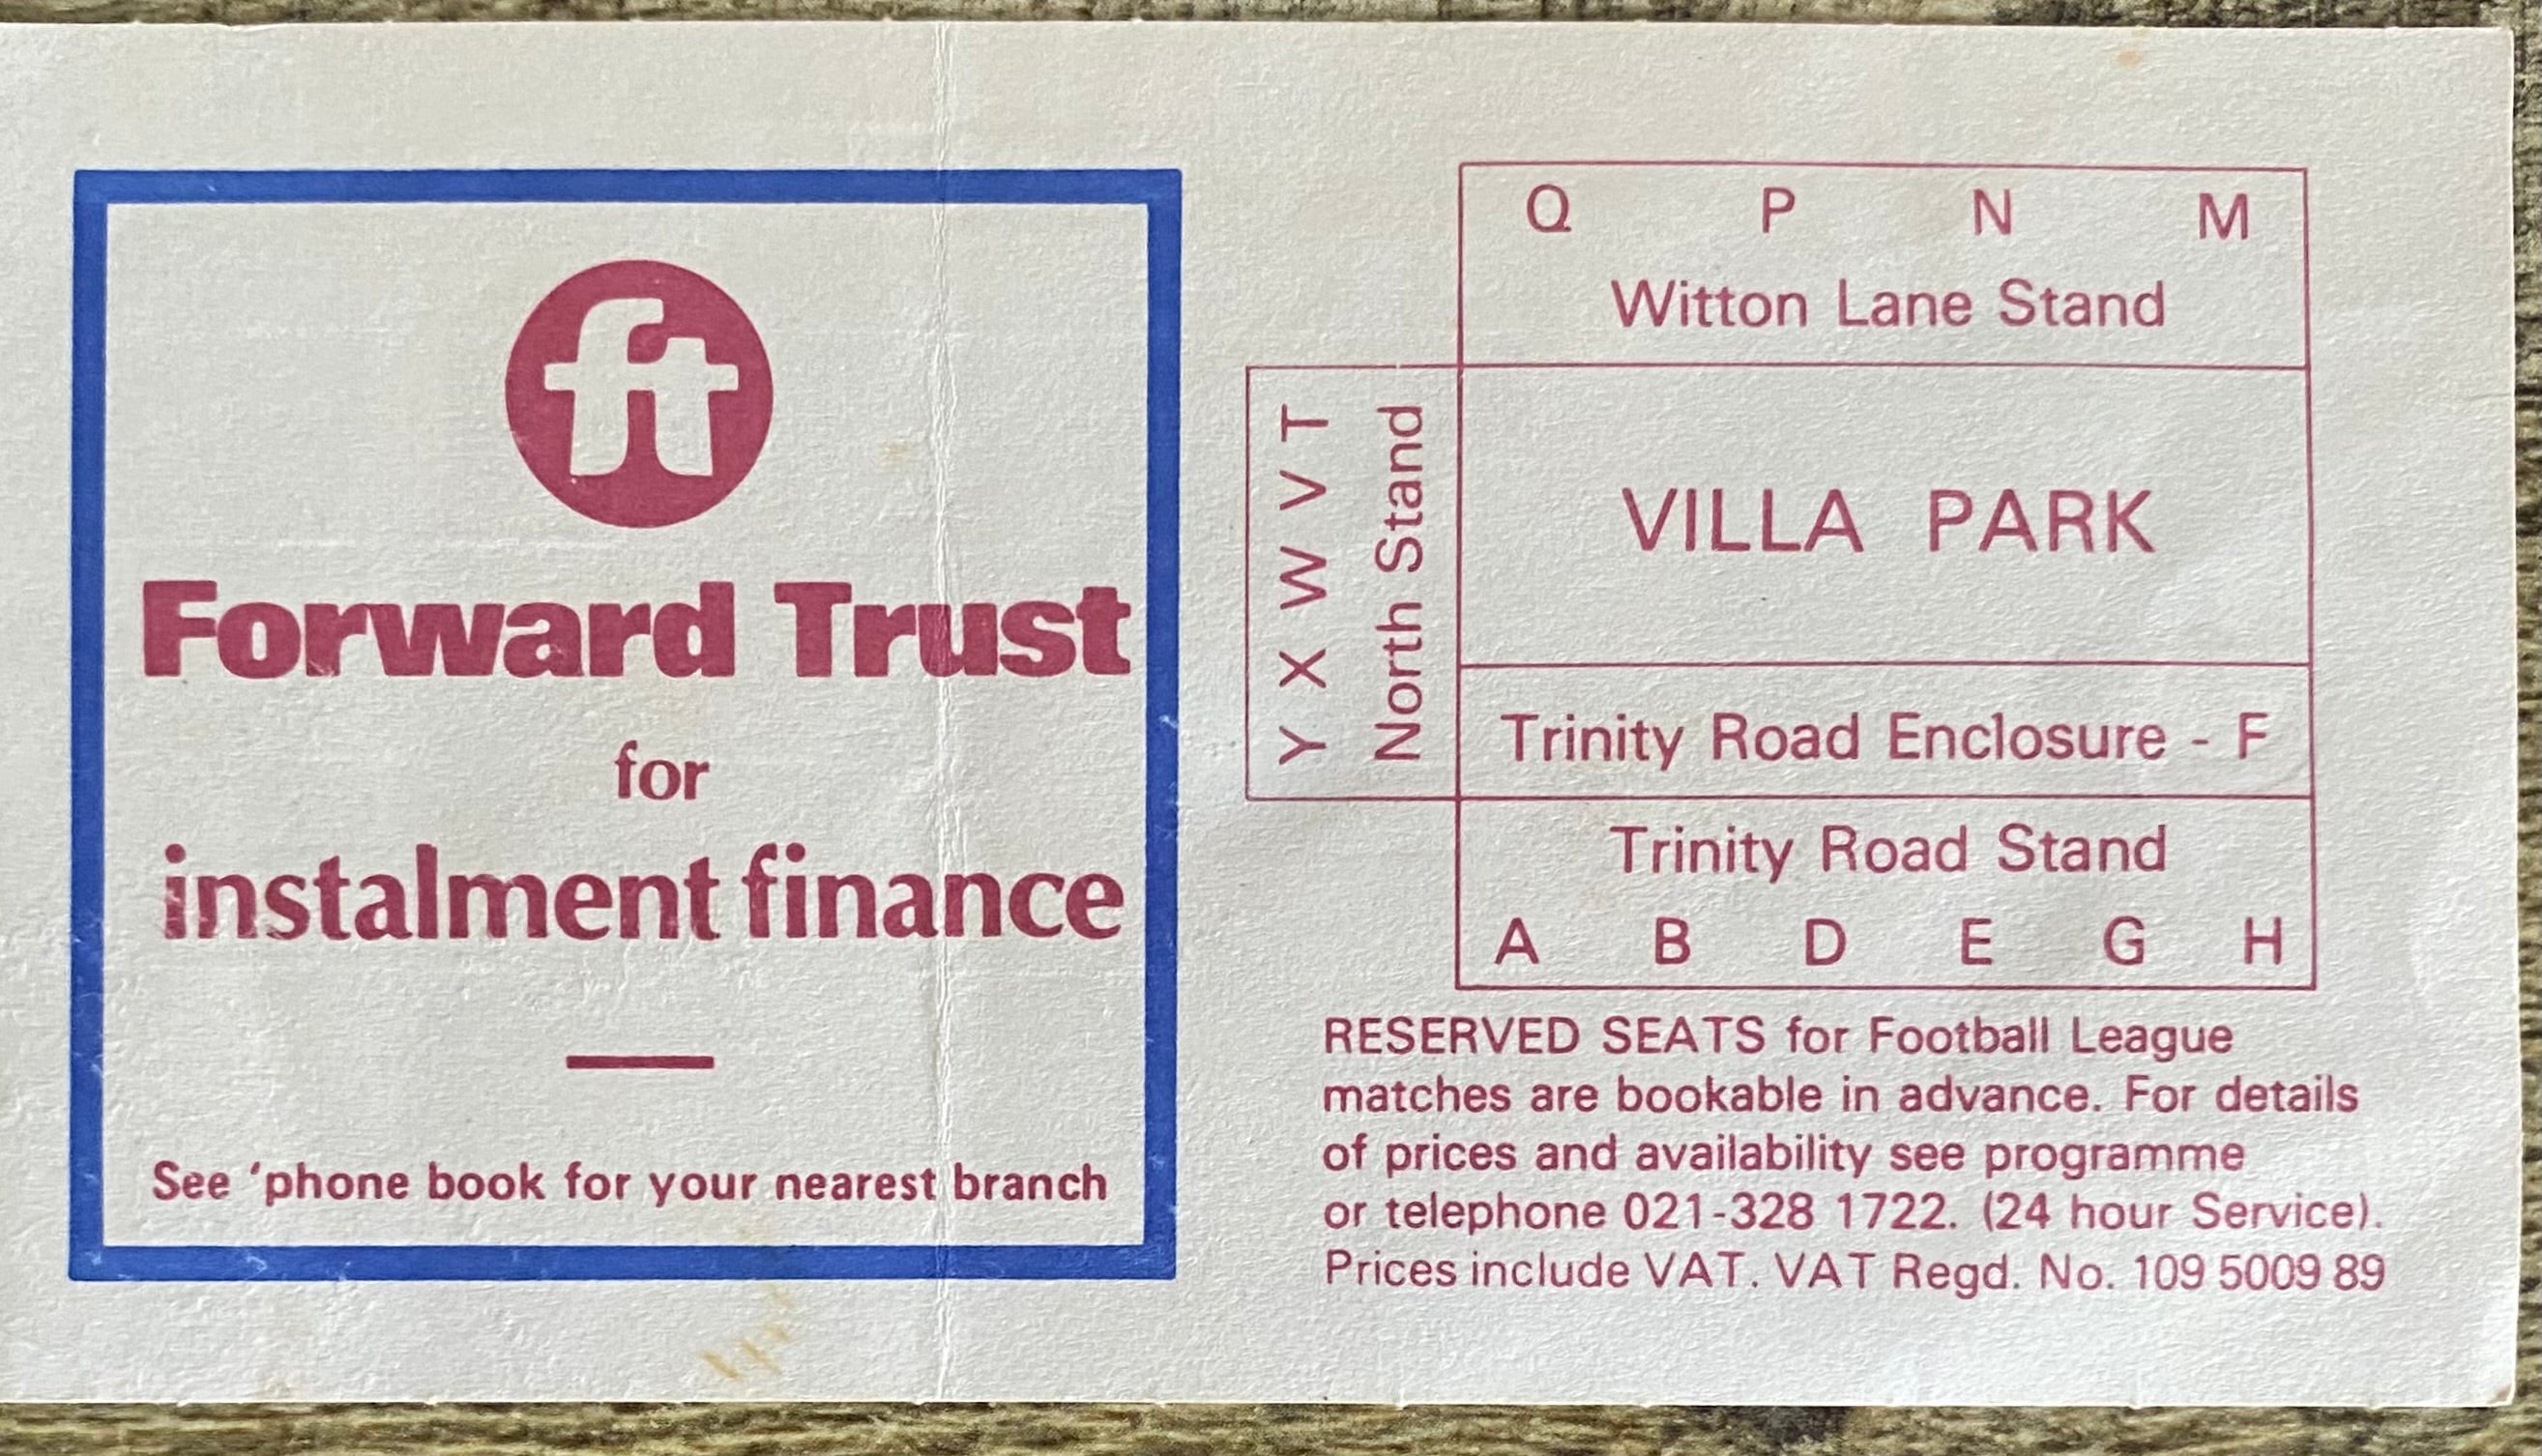 ft
Forward Trust
for
instalment finance
See 'phone book for your nearest branch
Q P N M
Witton Lane Stand
Y X W V T
North Stand
VILLA PARK
Trinity Road Enclosure - F
Trinity Road Stand
A B D E G H
RESERVED SEATS for Football League
matches are bookable in advance. For details
of prices and availability see programme
or telephone 021-328 1722. (24 hour Service).
Prices include VAT. VAT Regd. No. 109 5009 89